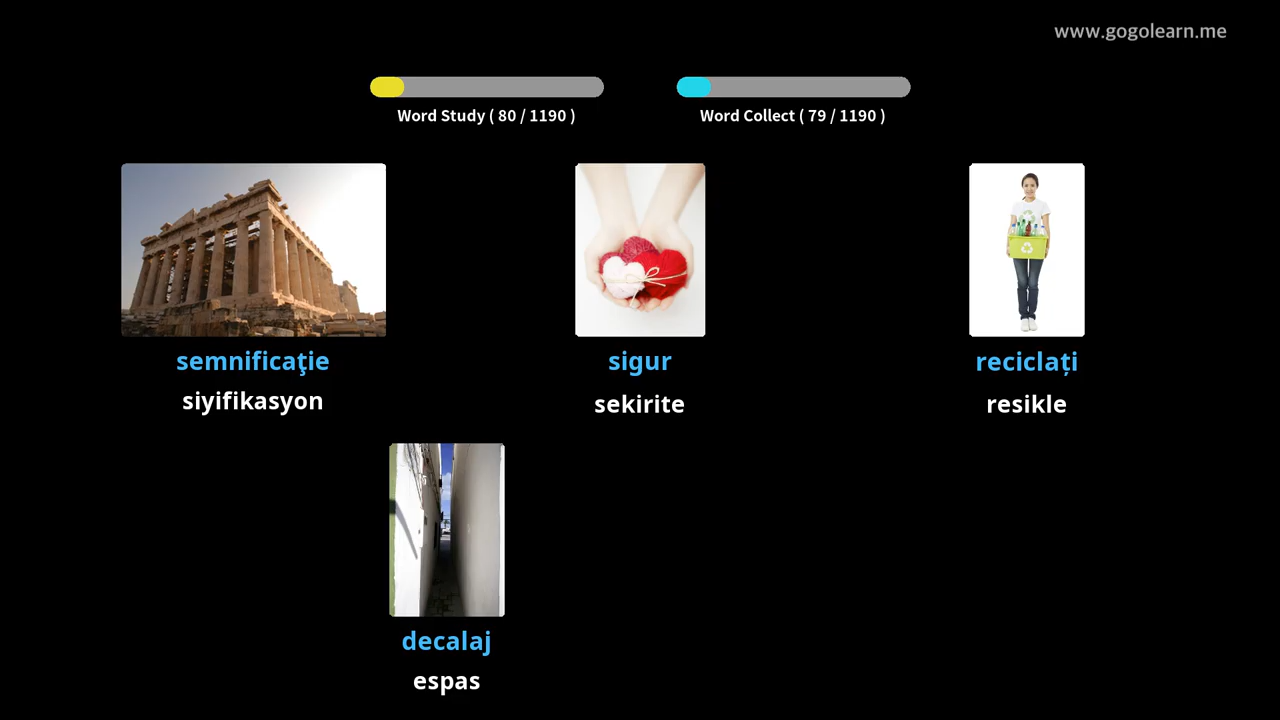 www.gogolearn.me
Word Study ( 80 / 1190 )
Word Collect ( 79 / 1190 )
semnificaţie
sigur
reciclați
siyifikasyon
sekirite
resikle
decalaj
espas